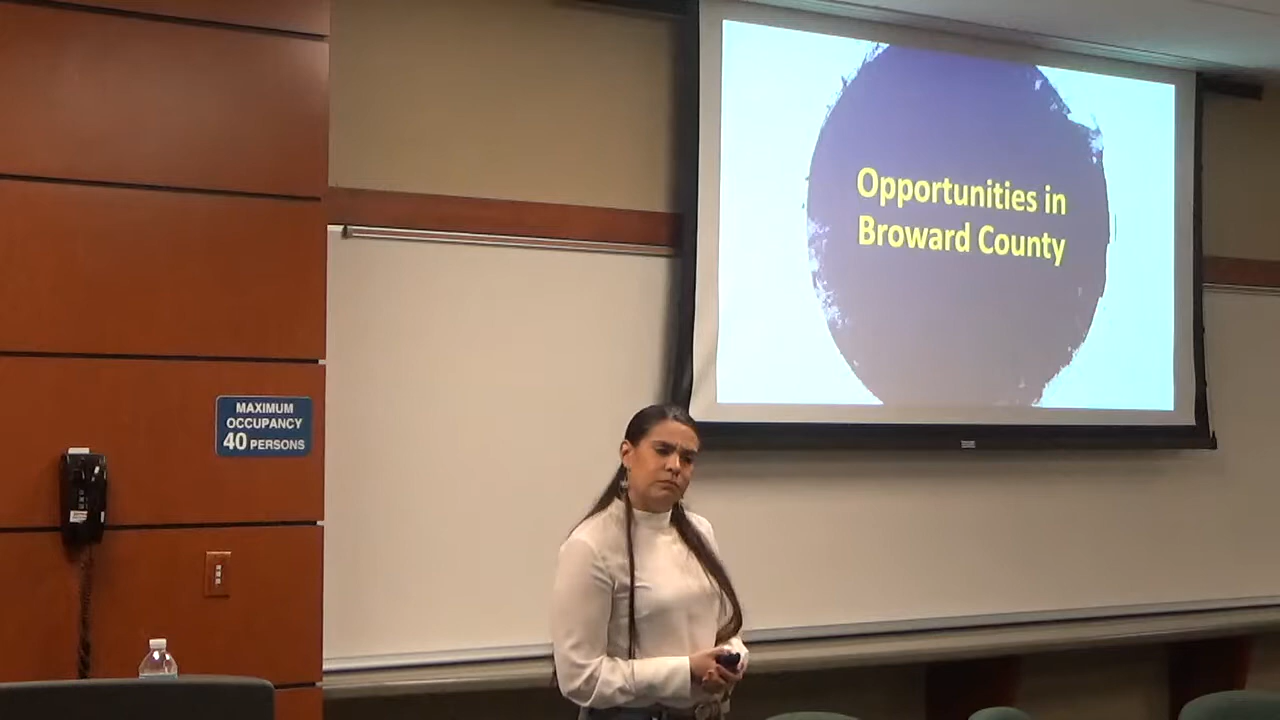 Opportunities in
Broward County
MAXIMUM
OCCUPANCY
40 PERSONS